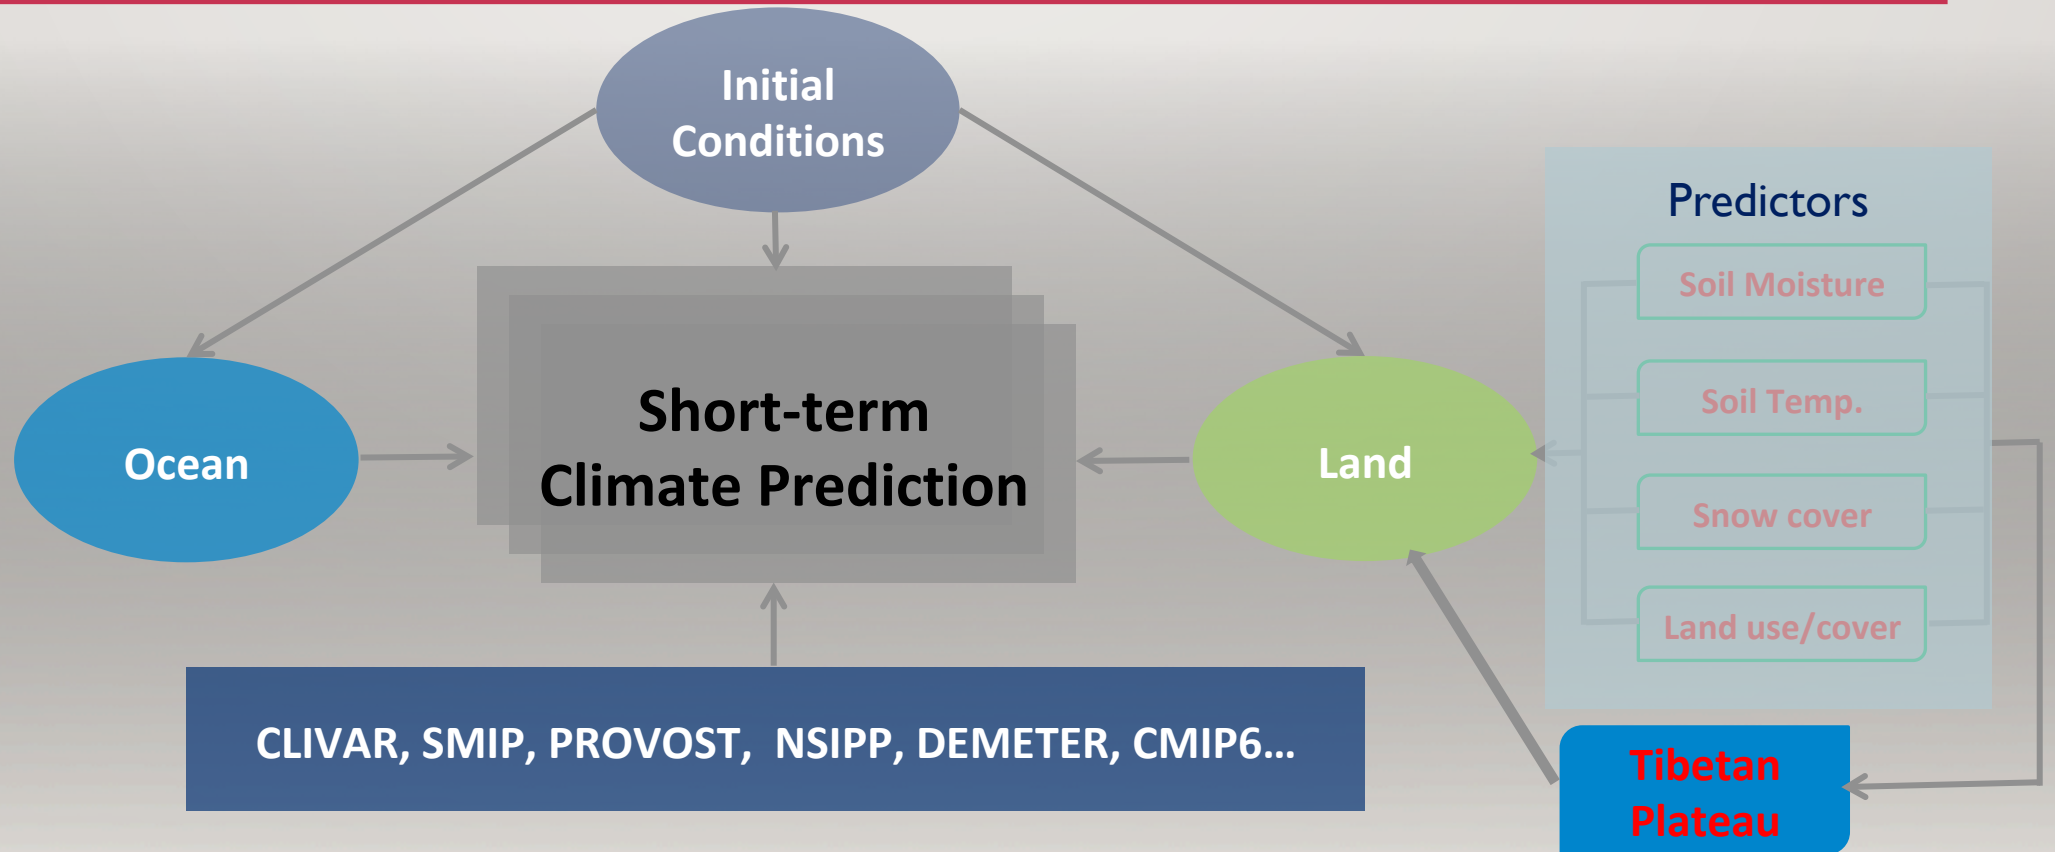 Initial
Conditions
Predictors
Soil Moisture
Soil Temp.
Snow cover
Land use/cover
Ocean
Short-term
Climate Prediction
Land
CLIVAR, SMIP, PROVOST,  NSIPP, DEMETER, CMIP6...
Tibetan
Plateau